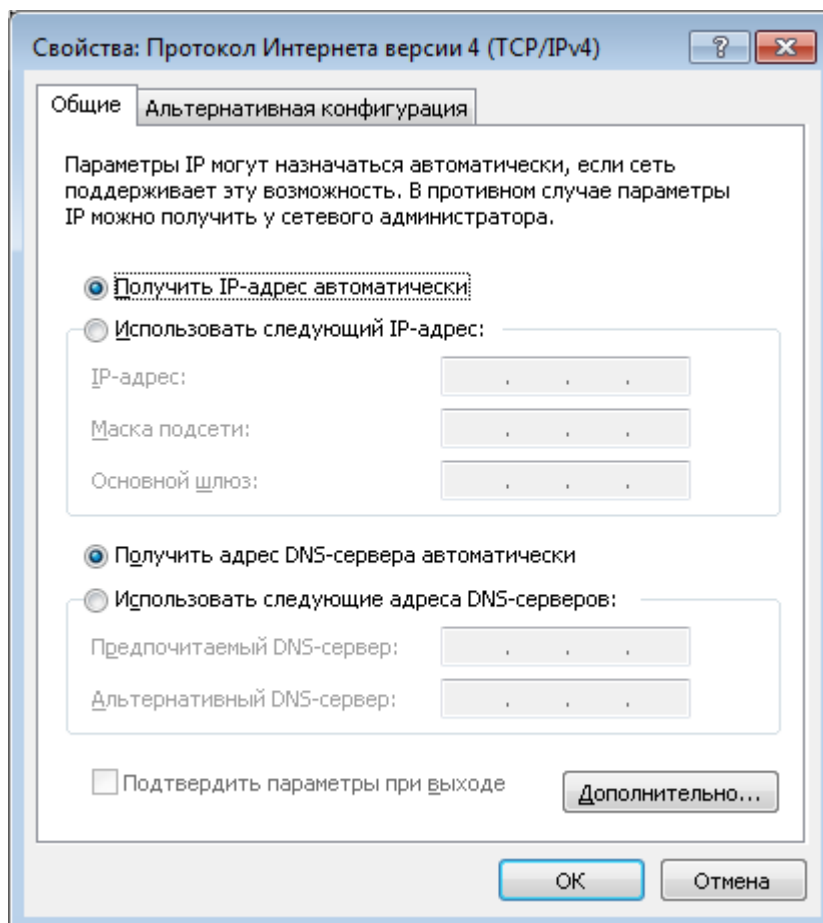 Свойства: Протокол Интернета версии 4 (TCP/IPv4)
Общие
Альтернативная конфигурация
Параметры IP могут назначаться автоматически, если сеть
поддерживает эту возможность. В противном случае параметры
IP можно получить у сетевого администратора.
Получить IP-адрес автоматически
Использовать следующий IP-адрес:
IP-адрес:
Маска подсети:
Основной шлюз:
Получить адрес DNS-сервера автоматически
Использовать следующие адреса DNS-серверов:
Предпочитаемый DNS-сервер:
Альтернативный DNS-сервер:
Подтвердить параметры при выходе
Дополнительно...
ОК
Отмена